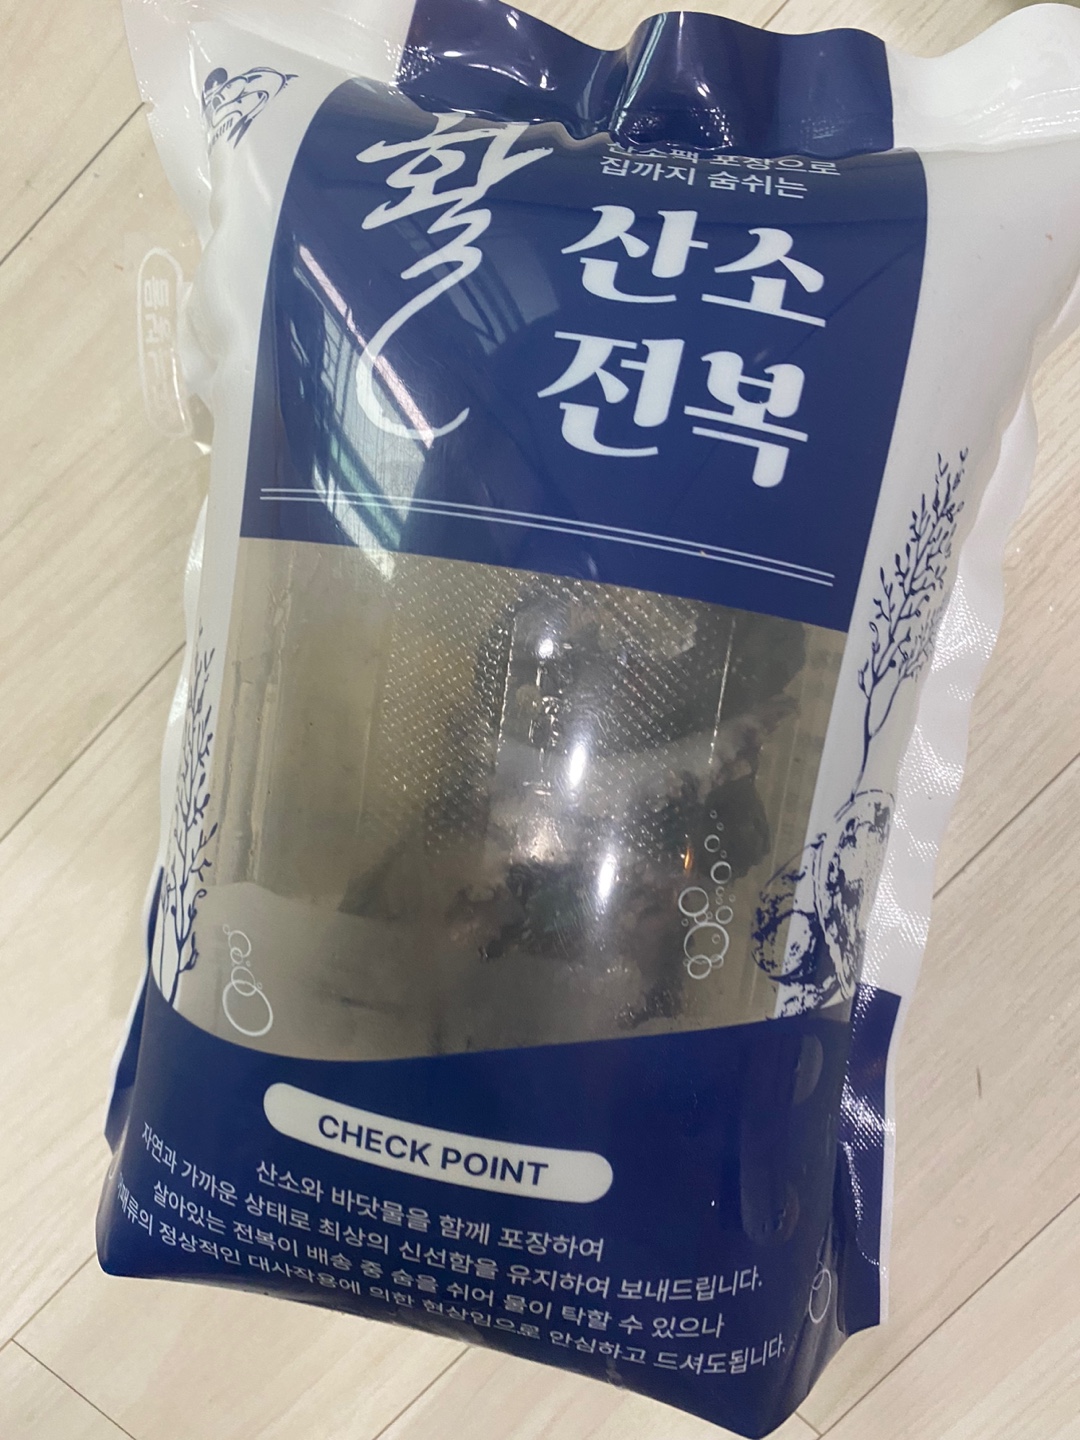 활
산소팩 포장으로
집까지 숨쉬는
산소
전복
CHECK POINT
산소와 바닷물을 함께 포장하여
자연과 가까운 상태로 최상의 신선함을 유지하여 보내드립니다.
살아있는 전복이 배송 중 숨을 쉬어 물이 탁할 수 있으나
어패류의 정상적인 대사작용에 의한 현상임으로 안심하고 드셔도됩니다.